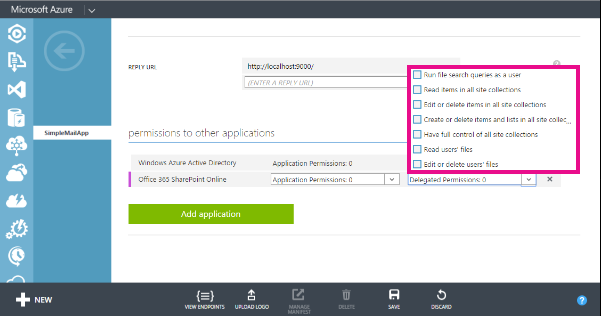 Microsoft Azure
REPLY URL
http://localhost:9000/
(ENTER A REPLY URL)
Run file search queries as a user
Read items in all site collections
Edit or delete items in all site collections
Create or delete items and lists in all site collec...
Have full control of all site collections
Read users' files
Edit or delete users' files
SimpleMailApp
permissions to other applications
Windows Azure Active Directory Application Permissions: 0
Office 365 SharePoint Online Application Permissions: 0 Delegated Permissions: 0
Add application
NEW
VIEW ENDPOINTS
UPLOAD LOGO
MANAGE MANIFEST
DELETE
SAVE
DISCARD
?